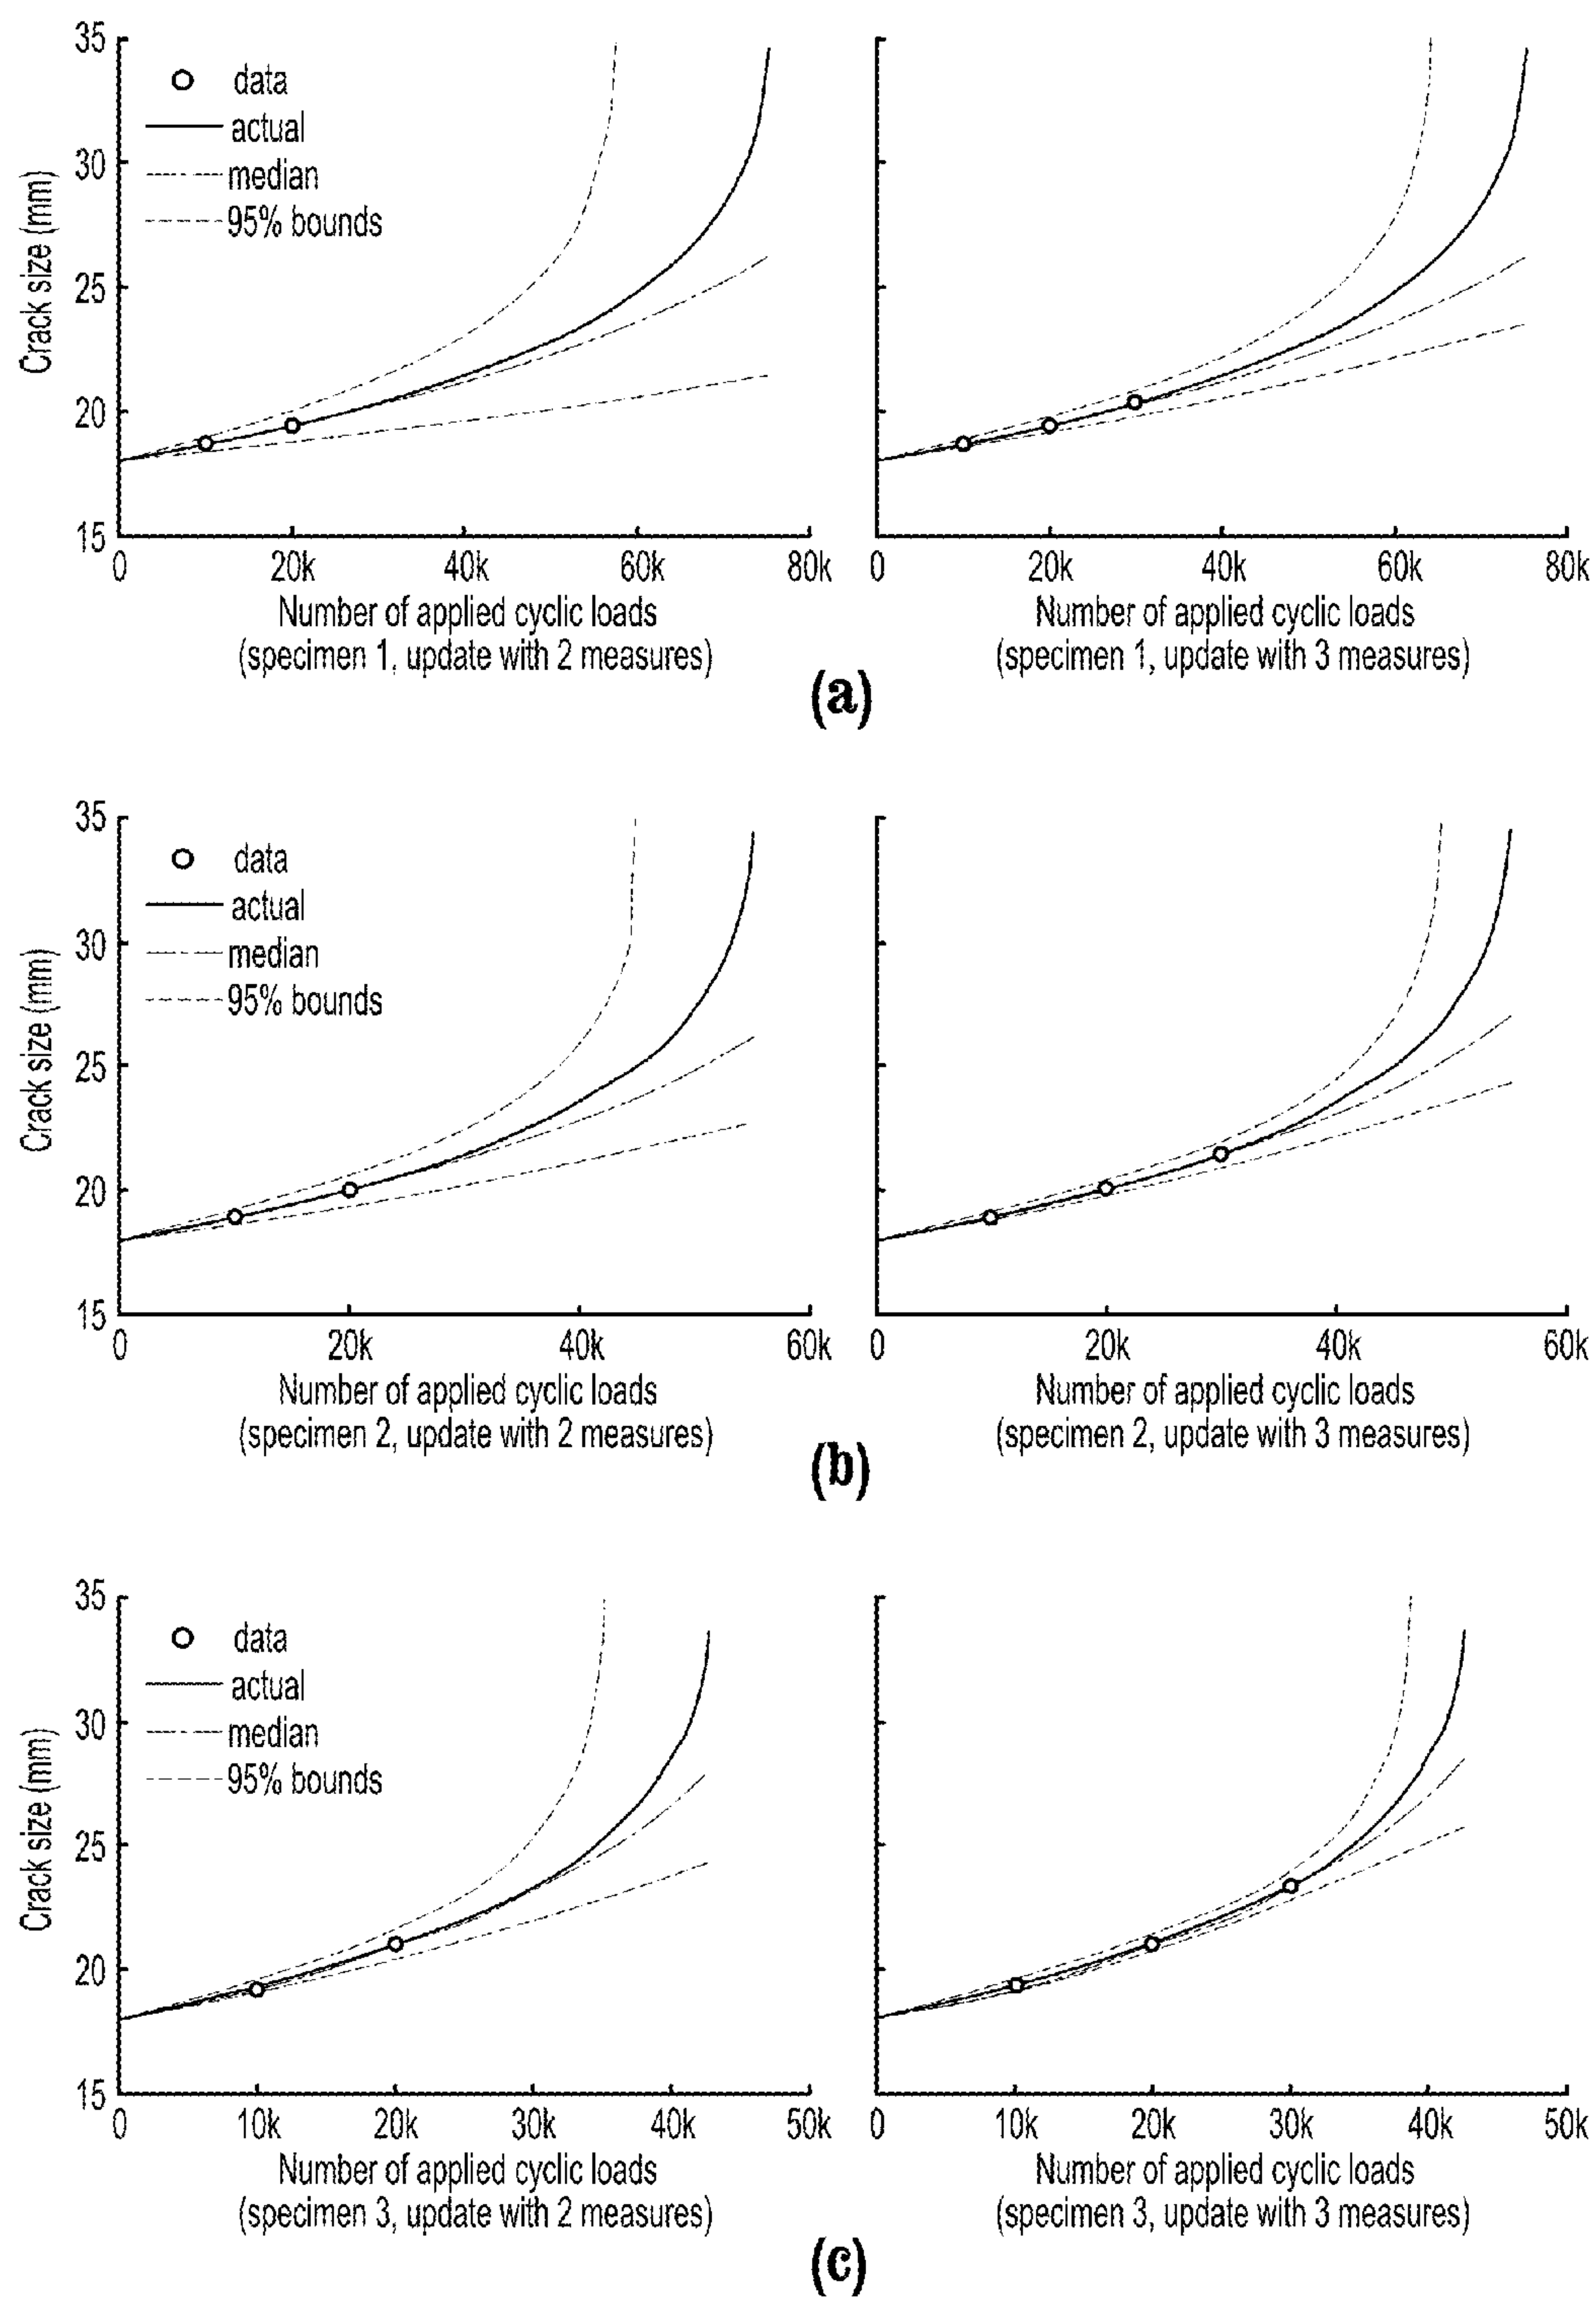 35
30
25
20
15
Crack size (mm)
data
actual
median
95% bounds
0 20k 40k 60k 80k
Number of applied cyclic loads
(specimen 1, update with 2 measures)
0 20k 40k 60k 80k
Number of applied cyclic loads
(specimen 1, update with 3 measures)
(a)
35
30
25
20
15
Crack size (mm)
data
actual
median
95% bounds
0 20k 40k 60k
Number of applied cyclic loads
(specimen 2, update with 2 measures)
0 20k 40k 60k
Number of applied cyclic loads
(specimen 2, update with 3 measures)
(b)
35
30
25
20
15
Crack size (mm)
data
actual
median
95% bounds
0 10k 20k 30k 40k 50k
Number of applied cyclic loads
(specimen 3, update with 2 measures)
0 10k 20k 30k 40k 50k
Number of applied cyclic loads
(specimen 3, update with 3 measures)
(c)